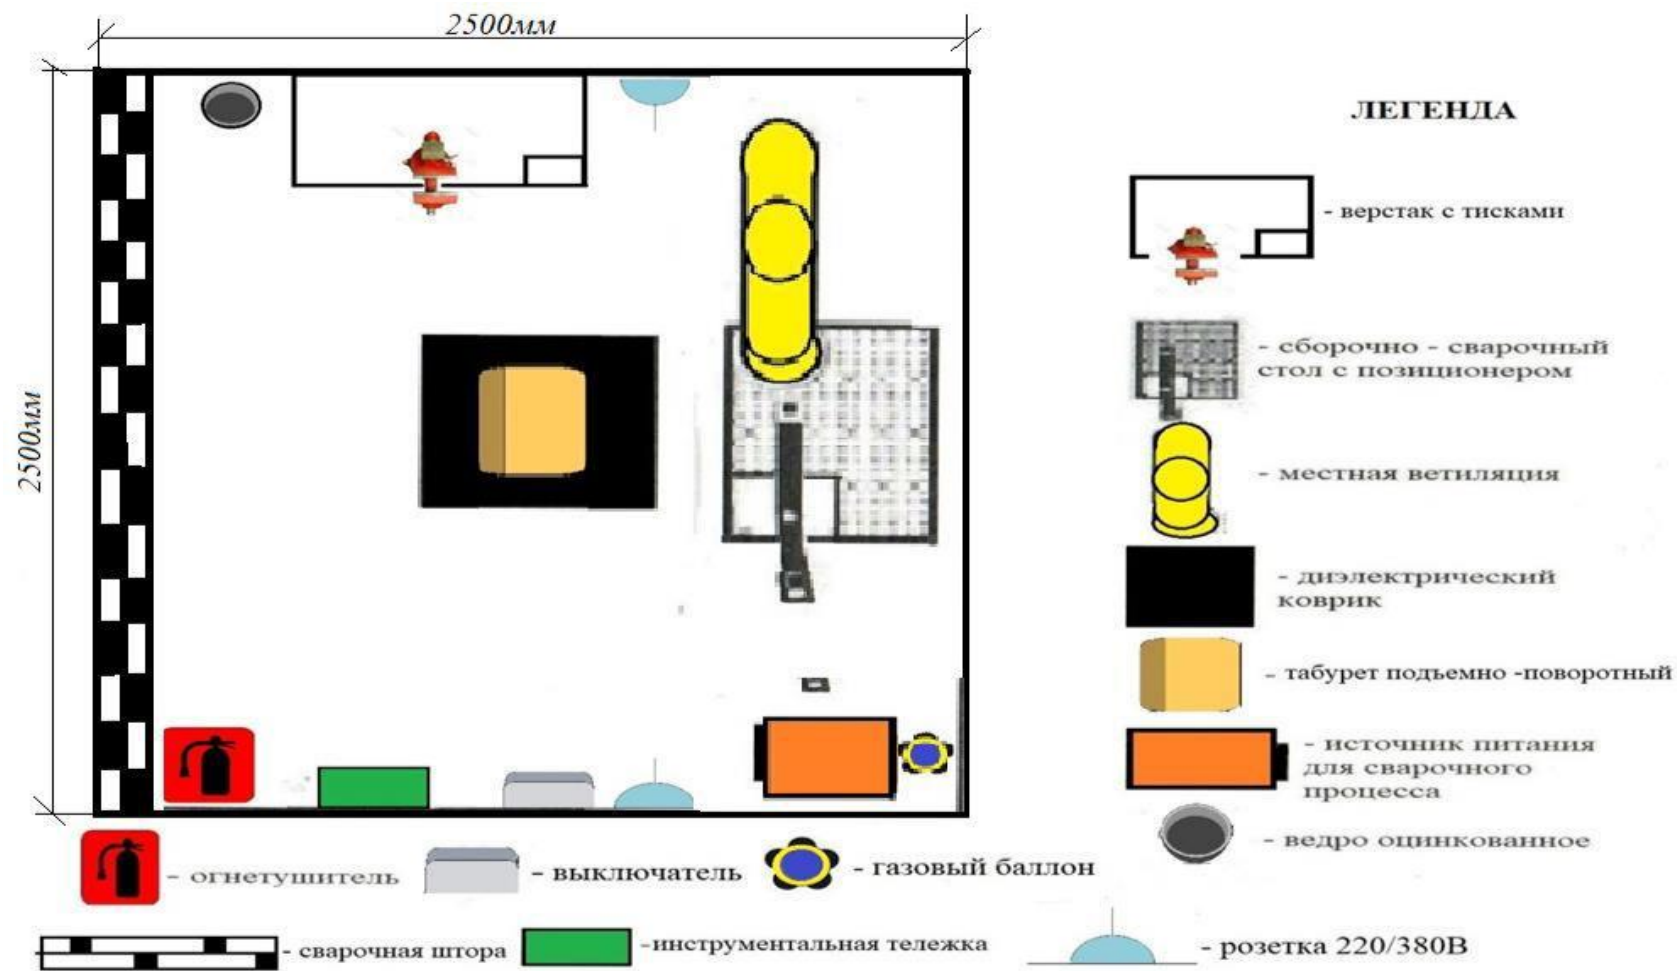 2500мм
2500мм
ЛЕГЕНДА
- верстак с тисками
- сборочно - сварочный
стол с позиционером
- местная ветиляция
- диэлектрический
коврик
- табурет подъемно -поворотный
- источник питания
для сварочного
процесса
- ведро оцинкованное
- огнетушитель
- выключатель
- газовый баллон
- сварочная штора
-инструментальная тележка
- розетка 220/380В